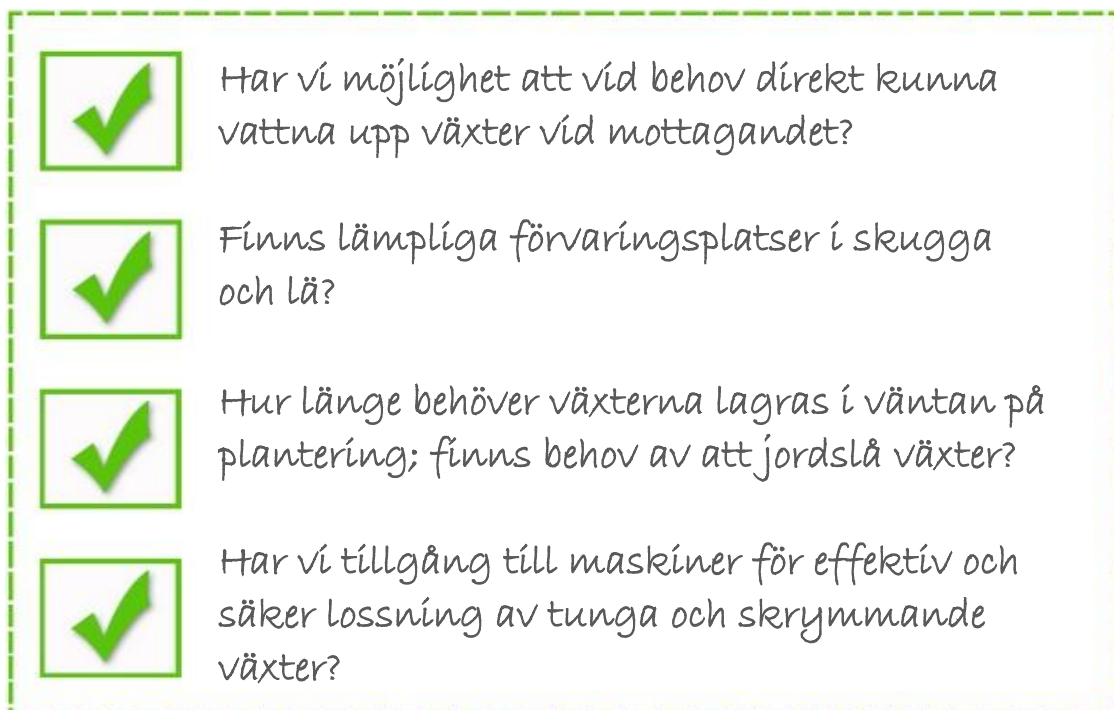 Har vi möjlighet att vid behov direkt kunna
vattna upp växter vid mottagandet?
Finns lämpliga förvaringsplatser i skugga
och lä?
Hur länge behöver växterna lagras i väntan på
plantering; finns behov av att jordslå växter?
Har vi tillgång till maskiner för effektiv och
säker lossning av tunga och skrymmande
växter?